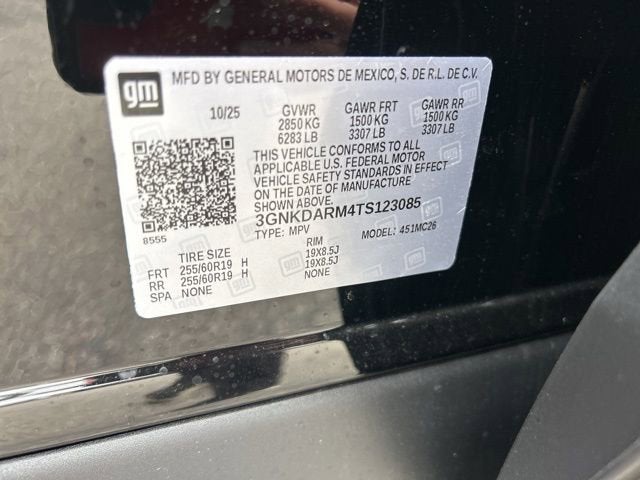 gm
MFD BY GENERAL MOTORS DE MEXICO, S. DE R.L. DE C.V.
10/25 GVWR GAWR FRT GAWR RR
2850 KG 1500 KG 1500 KG
6283 LB 3307 LB 3307 LB
THIS VEHICLE CONFORMS TO ALL
APPLICABLE U.S. FEDERAL MOTOR
VEHICLE SAFETY STANDARDS IN EFFECT
ON THE DATE OF MANUFACTURE
SHOWN ABOVE.
3GNKDARM4TS123085
8555 TYPE: MPV MODEL: 451MC26
TIRE SIZE RIM
FRT 255/60R19 H 19X8.5J
RR 255/60R19 H 19X8.5J
SPA NONE NONE